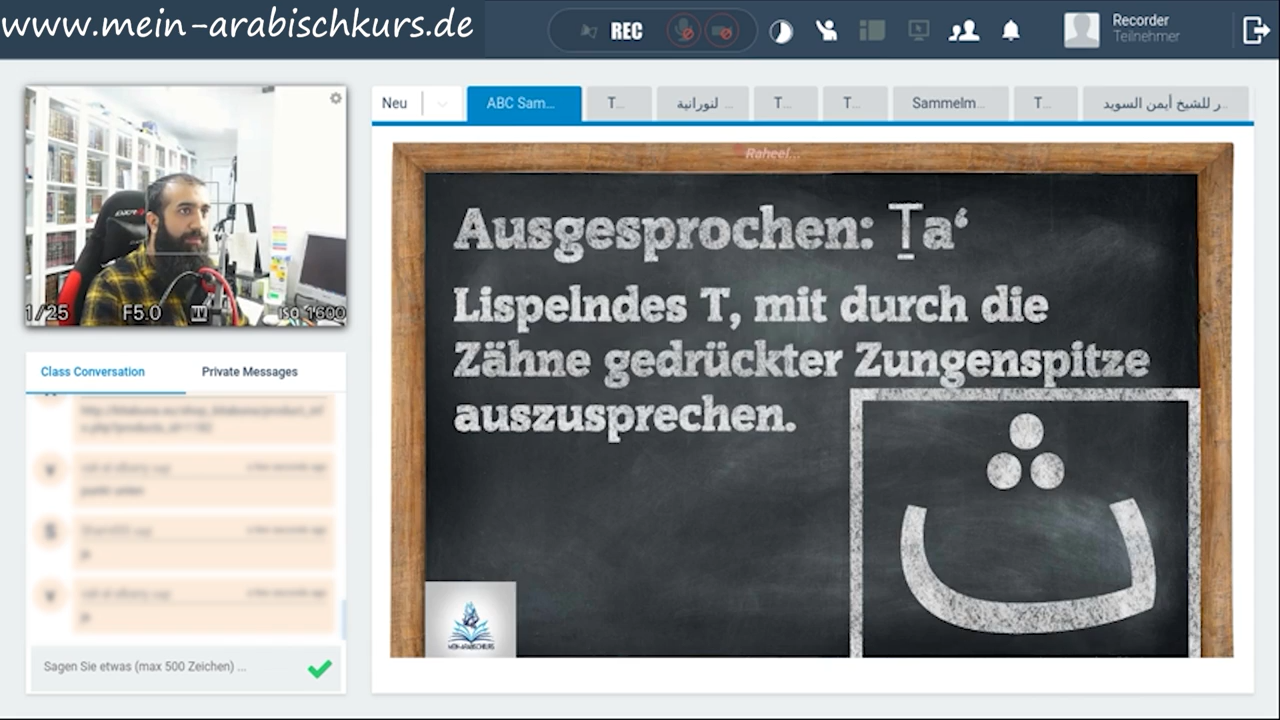 www.mein-arabischkurs.de
REC
Recorder
Teilnehmer
1/25 F5.0 ISO 1600
Class Conversation Private Messages
Sagen Sie etwas (max 500 Zeichen) ...
Neu ABC Sam... T... لنورانية ... T... T... Sammelm... T... ر للشيخ أيمن السويد...
Raheel...
Ausgesprochen: Ṯa‘
Lispelndes T, mit durch die
Zähne gedrückter Zungenspitze
auszusprechen.
ث
MEIN-ARABISCHKURS